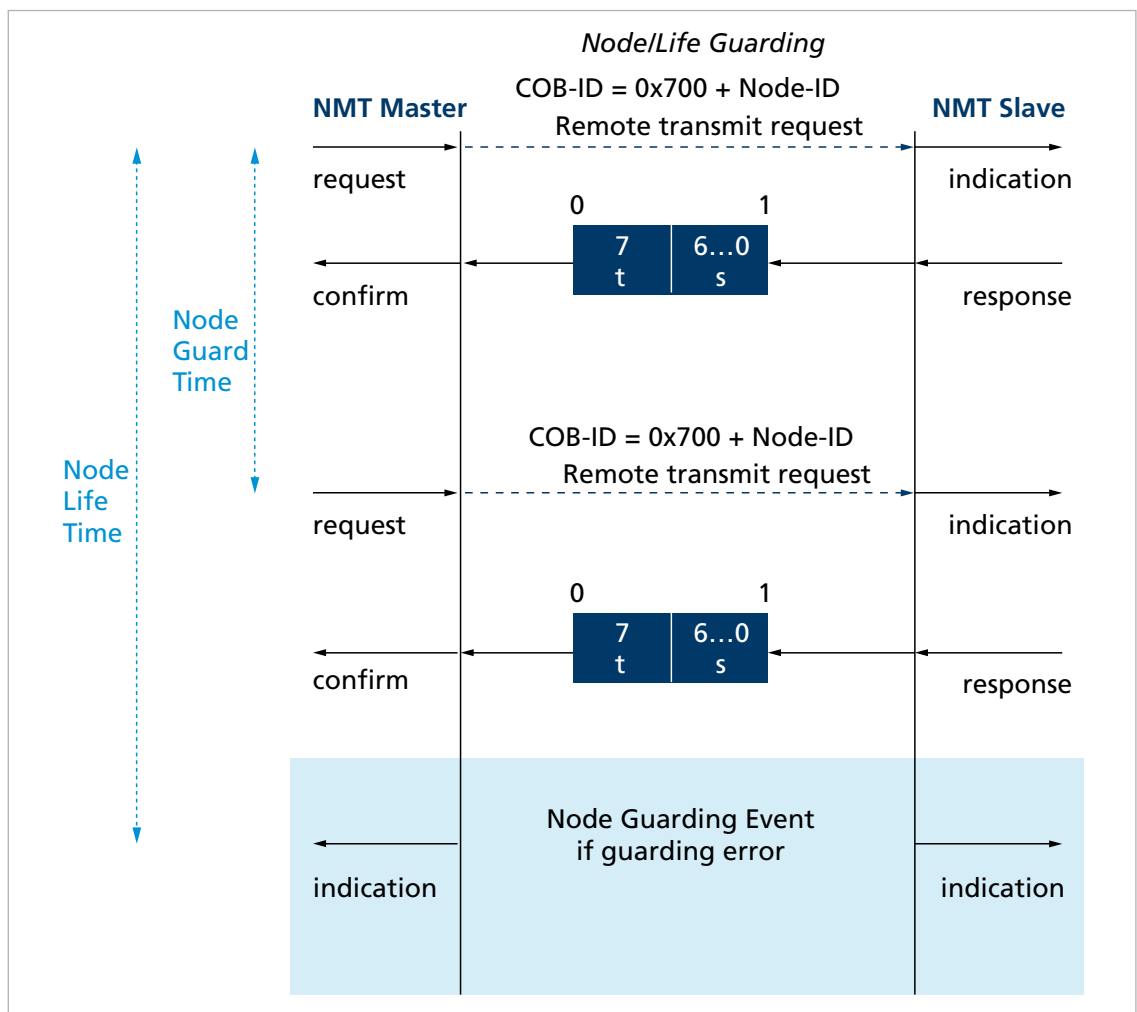 Node/Life Guarding
COB-ID = 0x700 + Node-ID
NMT Master
Remote transmit request
NMT Slave
request
indication
0 1
7 6…0
t s
confirm
response
Node
Guard
Time
COB-ID = 0x700 + Node-ID
Remote transmit request
Node
Life
Time
request
indication
0 1
7 6…0
t s
confirm
response
Node Guarding Event
if guarding error
indication
indication